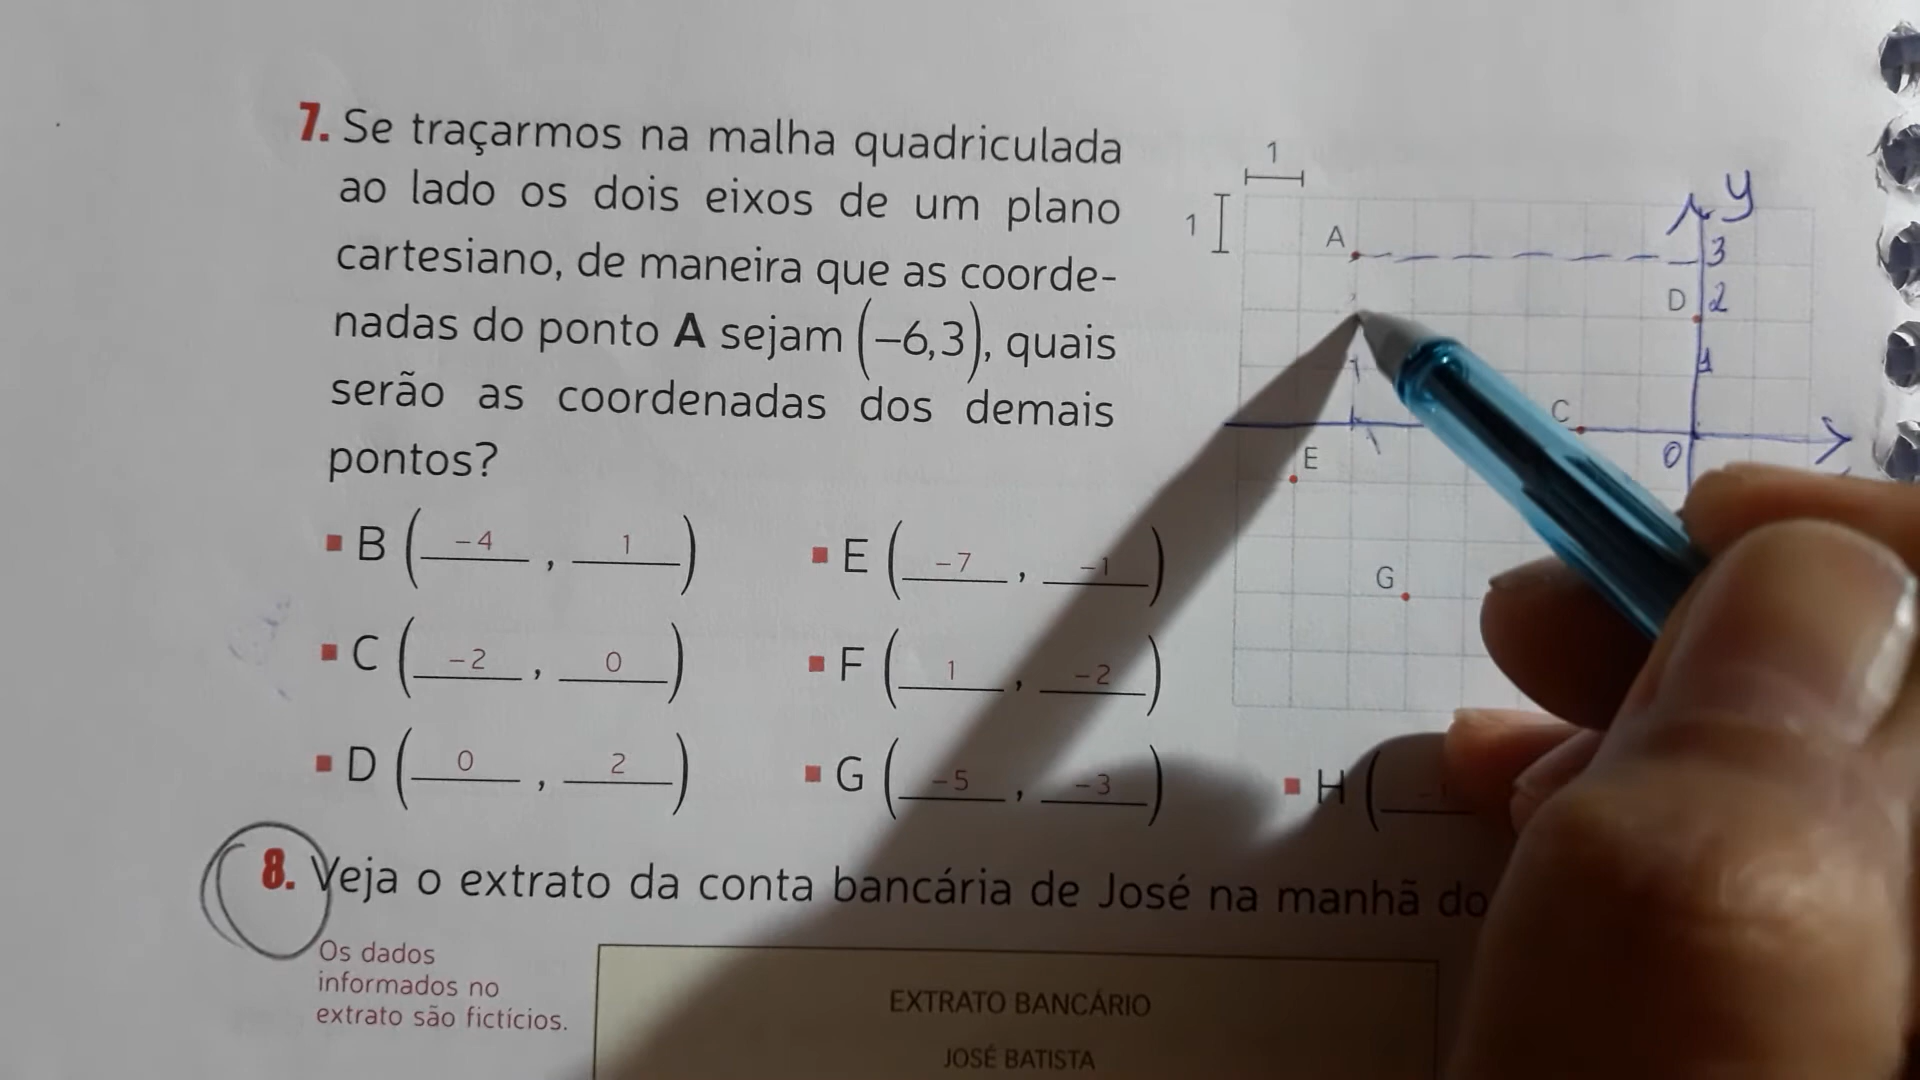 7. Se traçarmos na malha quadriculada
ao lado os dois eixos de um plano
cartesiano, de maneira que as coorde-
nadas do ponto A sejam (−6,3), quais
serão as coordenadas dos demais
pontos?
1
1
A
y
3
D 2
1
C
0
E
G
B ( −4 , 1 )
E ( −7 , −1 )
C ( −2 , 0 )
F ( 1 , −2 )
D ( 0 , 2 )
G ( −5 , −3 )
H (
8. Veja o extrato da conta bancária de José na manhã do
Os dados
informados no
extrato são fictícios.
EXTRATO BANCÁRIO
JOSÉ BATISTA